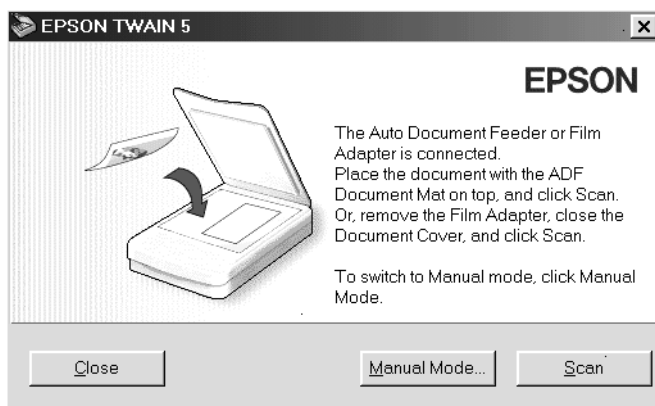 EPSON TWAIN 5
EPSON
The Auto Document Feeder or Film
Adapter is connected.
Place the document with the ADF
Document Mat on top, and click Scan.
Or, remove the Film Adapter, close the
Document Cover, and click Scan.
To switch to Manual mode, click Manual
Mode.
Close
Manual Mode...
Scan